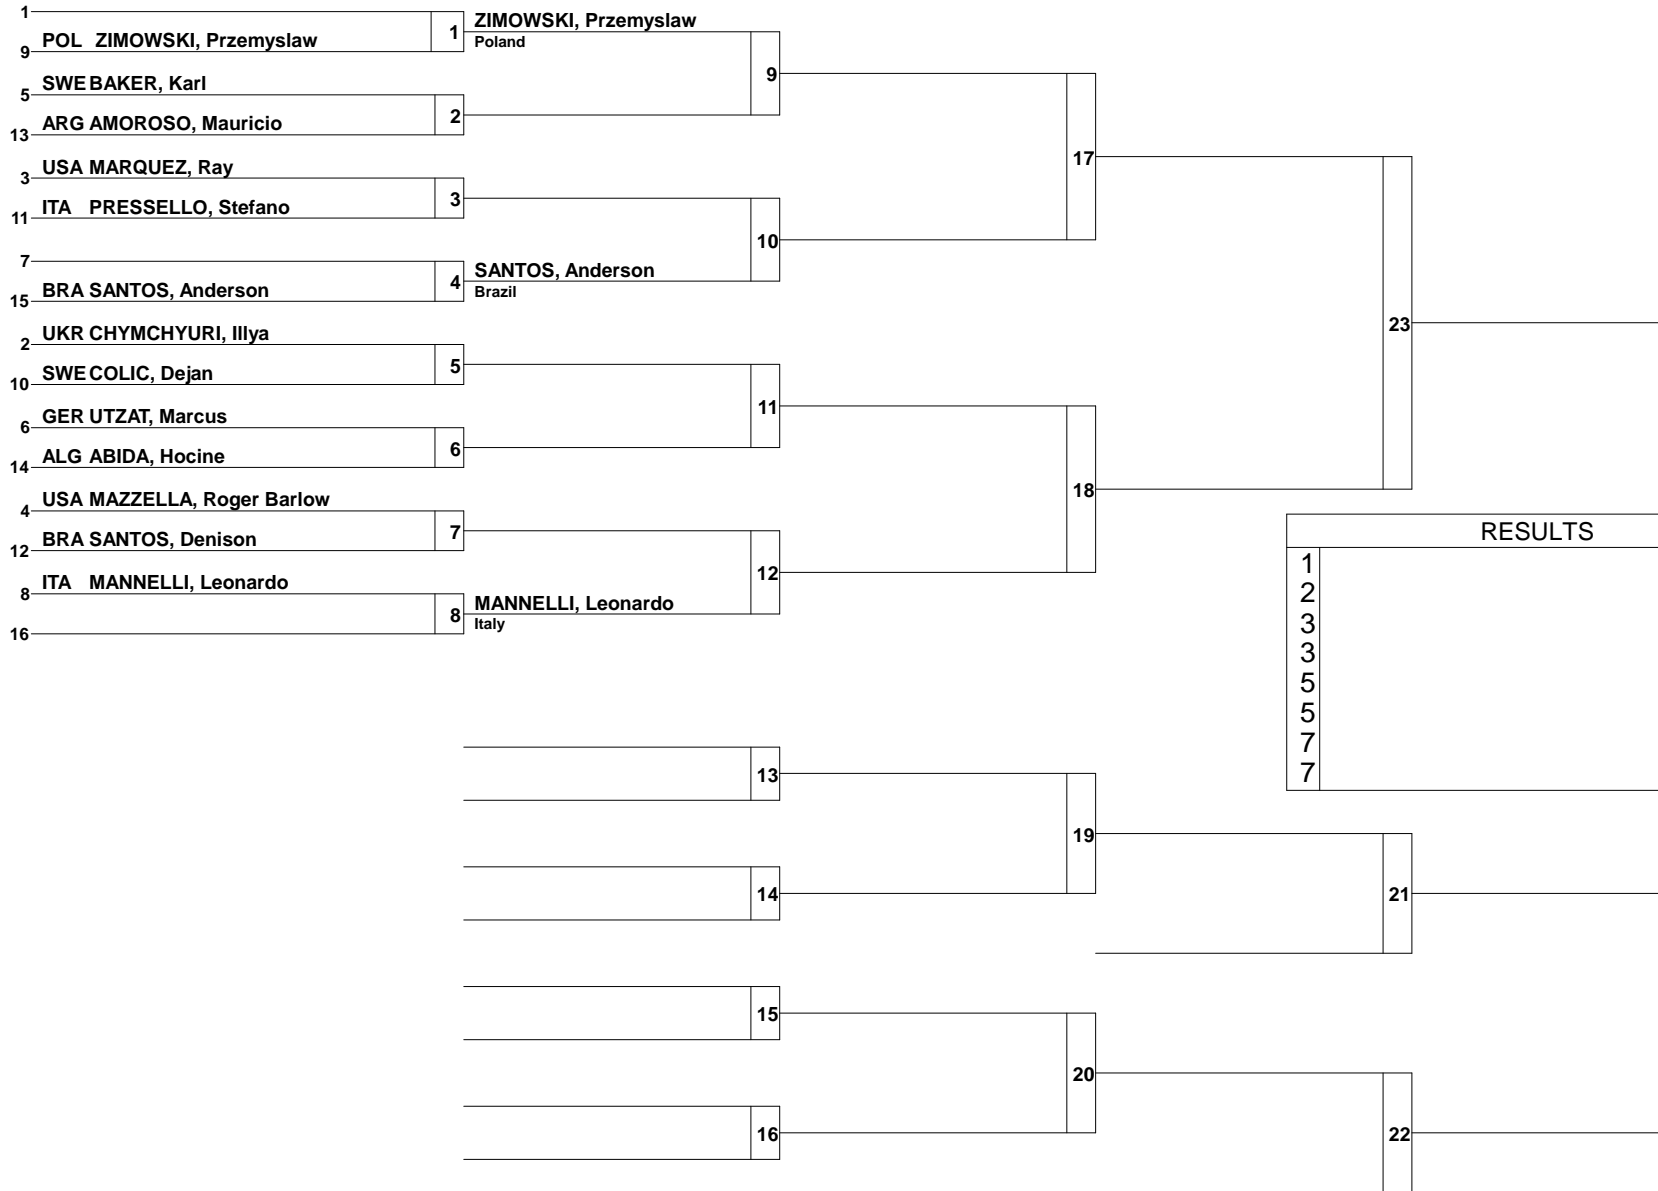 1
1
ZIMOWSKI, Przemyslaw
Poland
9 POL ZIMOWSKI, Przemyslaw
9
5 SWE BAKER, Karl
2
13 ARG AMOROSO, Mauricio
17
3 USA MARQUEZ, Ray
3
11 ITA PRESSELLO, Stefano
10
7
4
SANTOS, Anderson
Brazil
15 BRA SANTOS, Anderson
23
2 UKR CHYMCHYURI, Illya
5
10 SWE COLIC, Dejan
11
6 GER UTZAT, Marcus
6
14 ALG ABIDA, Hocine
18
4 USA MAZZELLA, Roger Barlow
7
12 BRA SANTOS, Denison
12
8 ITA MANNELLI, Leonardo
8
MANNELLI, Leonardo
Italy
16
RESULTS
1
2
3
3
5
5
7
7
13
19
14
21
15
20
16
22